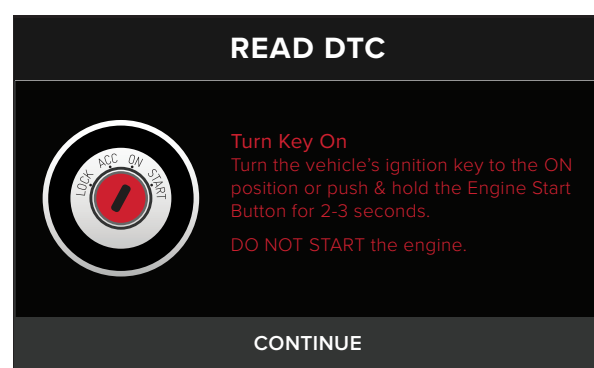 READ DTC
LOCK ACC ON START
Turn Key On
Turn the vehicle's ignition key to the ON
position or push & hold the Engine Start
Button for 2-3 seconds.
DO NOT START the engine.
CONTINUE